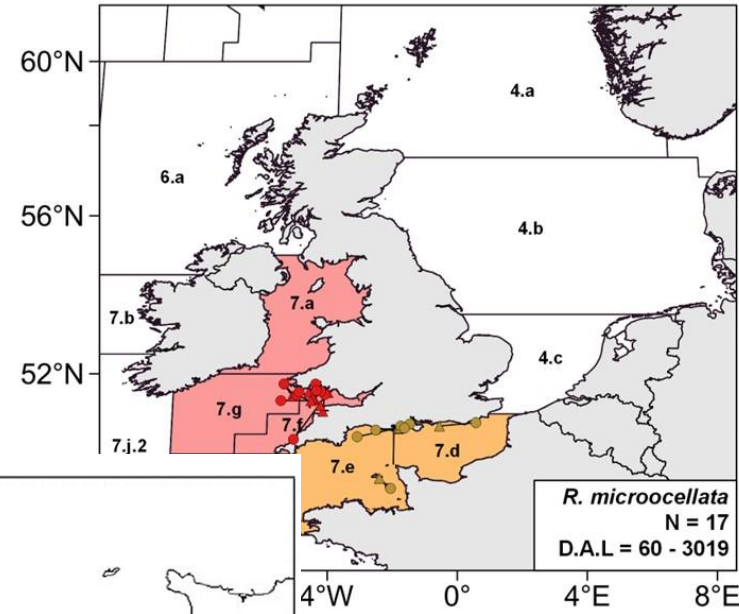 60°N
4.a
6.a
56°N
4.b
7.a
7.b
52°N
4.c
7.g
7.f
7.j.2
7.e
7.d
R. microocellata
N = 17
D.A.L = 60 - 3019
4°W 0° 4°E 8°E